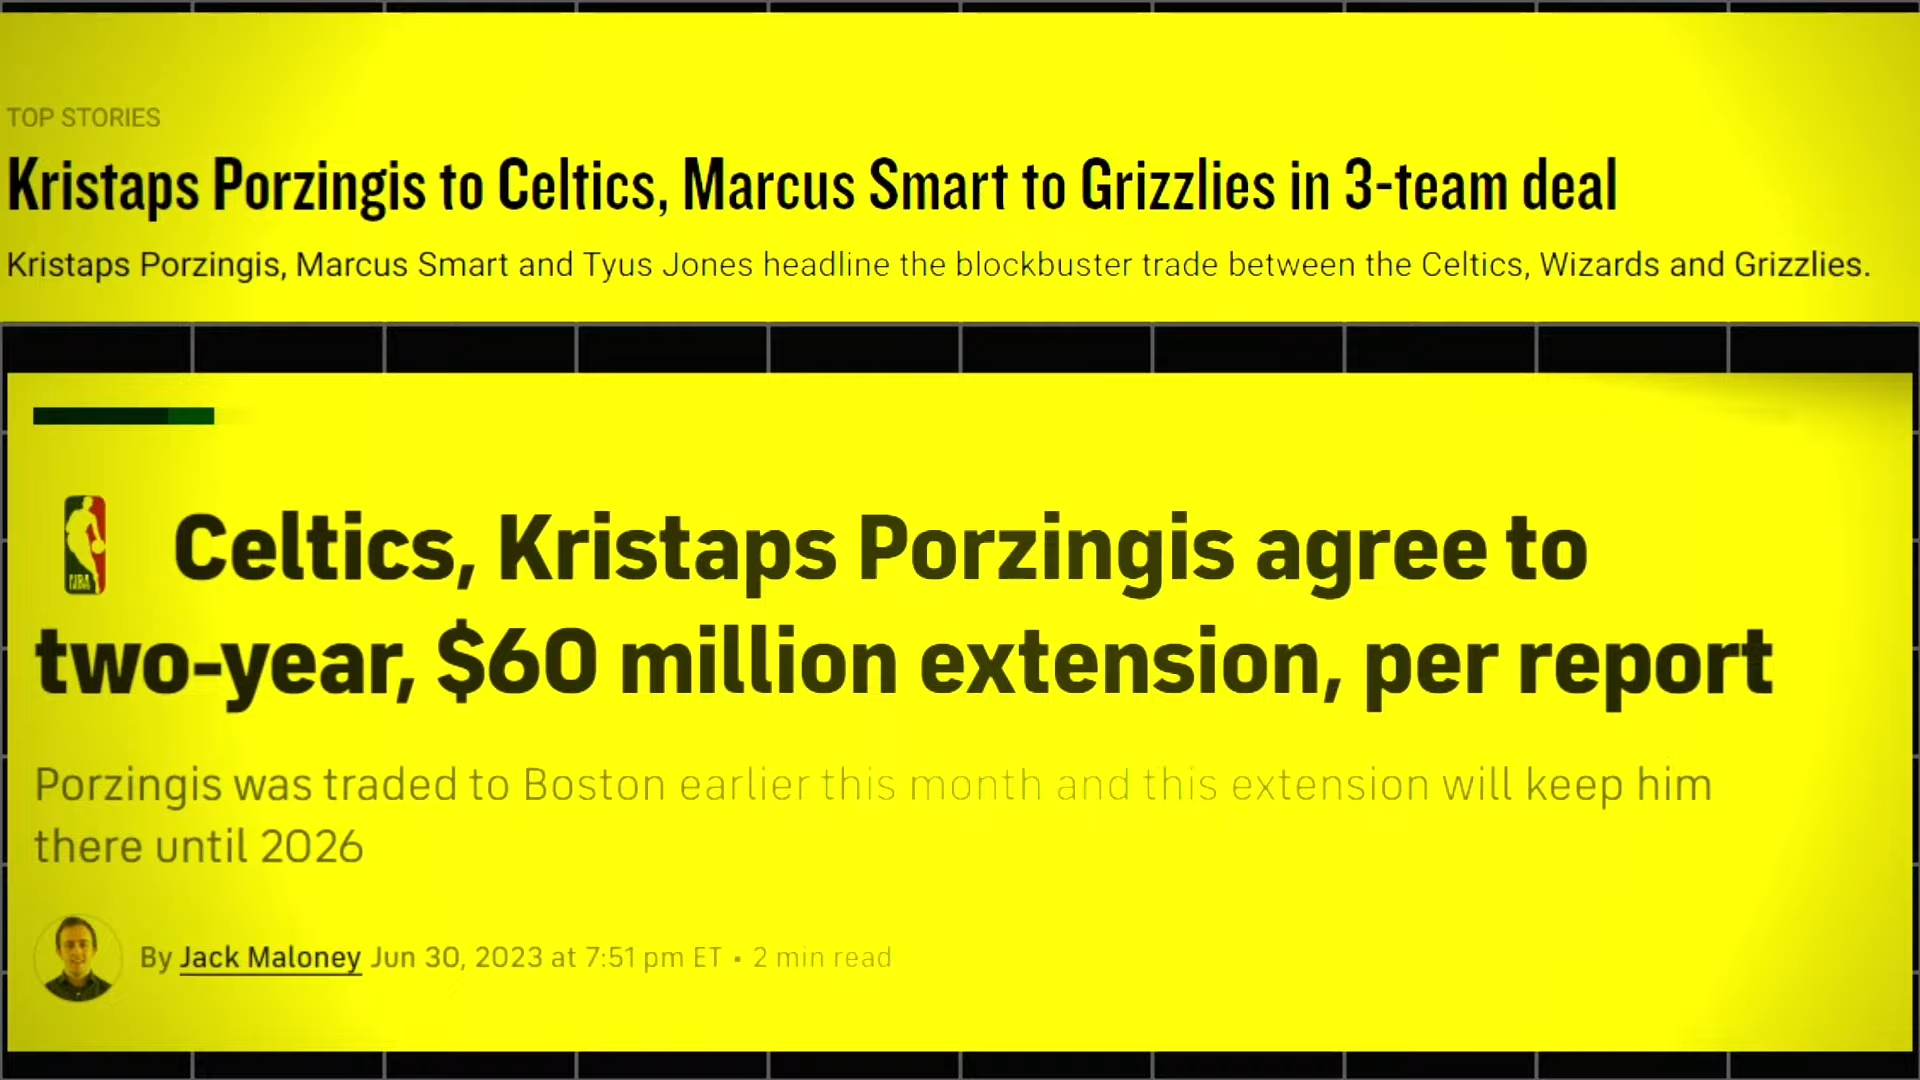 TOP STORIES
Kristaps Porzingis to Celtics, Marcus Smart to Grizzlies in 3-team deal
Kristaps Porzingis, Marcus Smart and Tyus Jones headline the blockbuster trade between the Celtics, Wizards and Grizzlies.
NBA
Celtics, Kristaps Porzingis agree to
two-year, $60 million extension, per report
Porzingis was traded to Boston earlier this month and this extension will keep him
there until 2026
By Jack Maloney Jun 30, 2023 at 7:51 pm ET • 2 min read